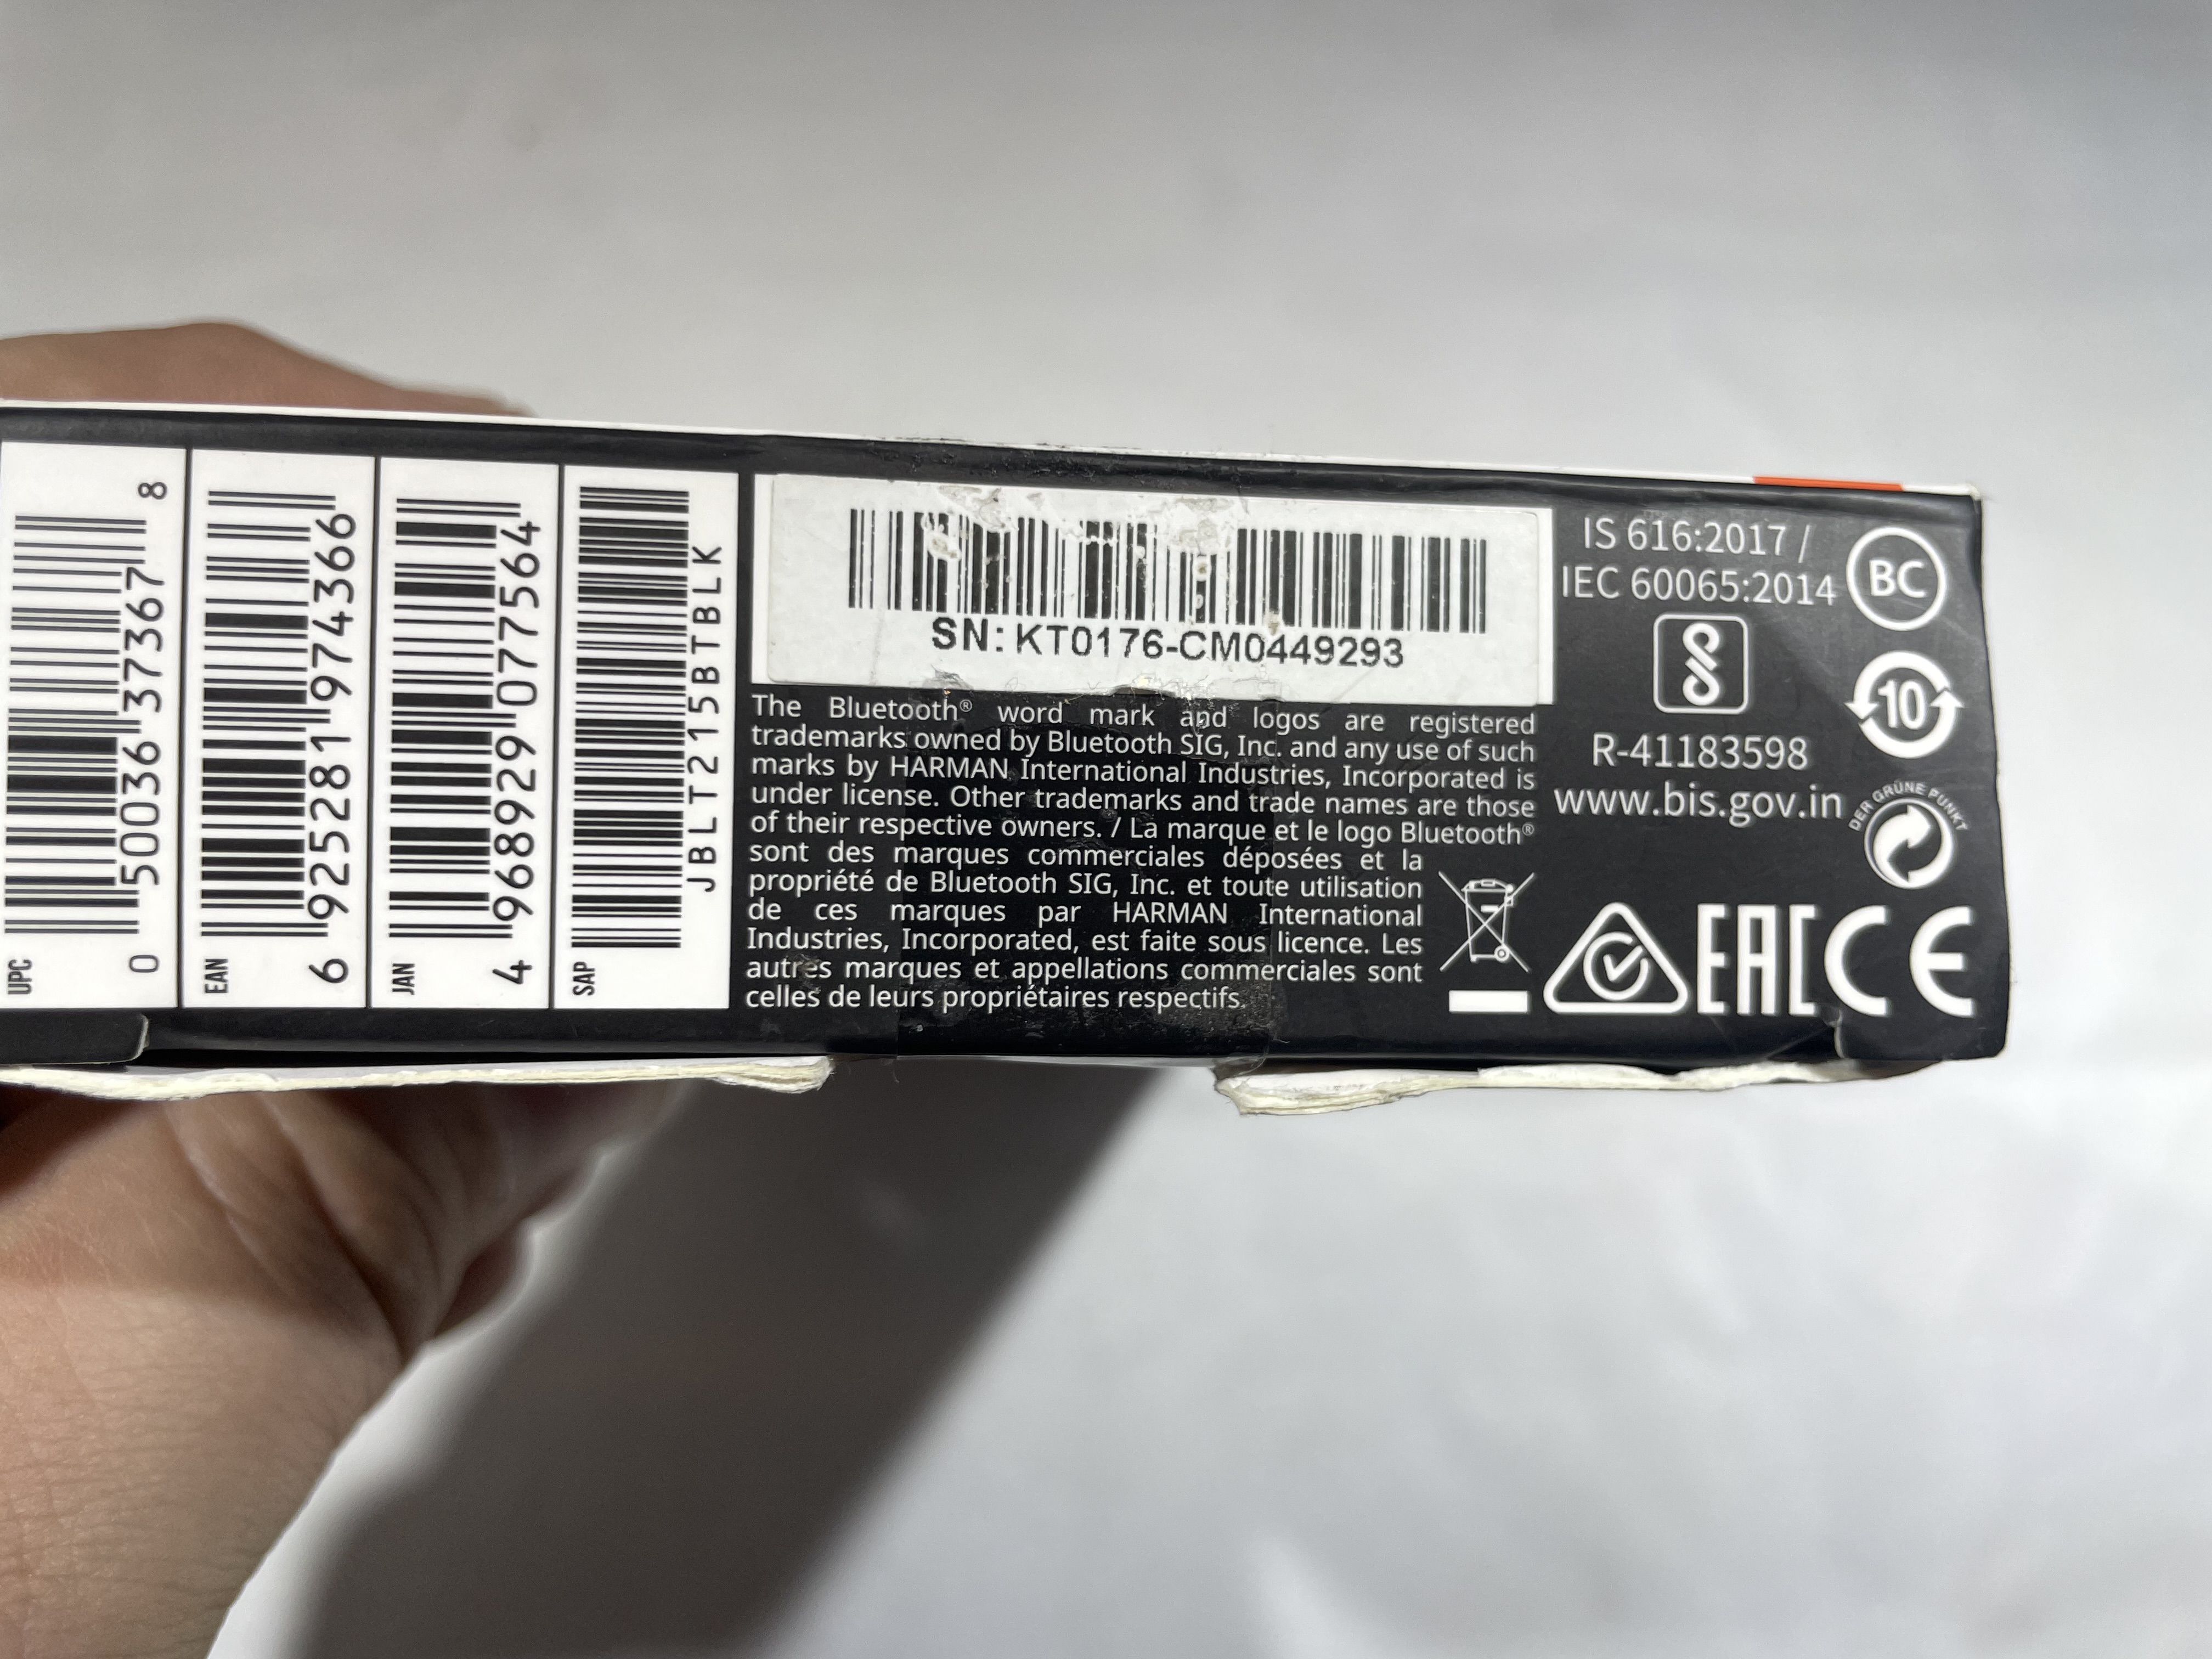 UPC
0 50036 37367 8
EAN
6 925281 974366
JAN
4 968929 077564
SAP
JBLT215BTBLK
SN: KT0176-CM0449293
The Bluetooth® word mark and logos are registered
trademarks owned by Bluetooth SIG, Inc. and any use of such
marks by HARMAN International Industries, Incorporated is
under license. Other trademarks and trade names are those
of their respective owners. / La marque et le logo Bluetooth®
sont des marques commerciales déposées et la
propriété de Bluetooth SIG, Inc. et toute utilisation
de ces marques par HARMAN International
Industries, Incorporated, est faite sous licence. Les
autres marques et appellations commerciales sont
celles de leurs propriétaires respectifs.
IS 616:2017 /
IEC 60065:2014
R-41183598
www.bis.gov.in
BC
10
DER GRÜNE PUNKT
EAC CE